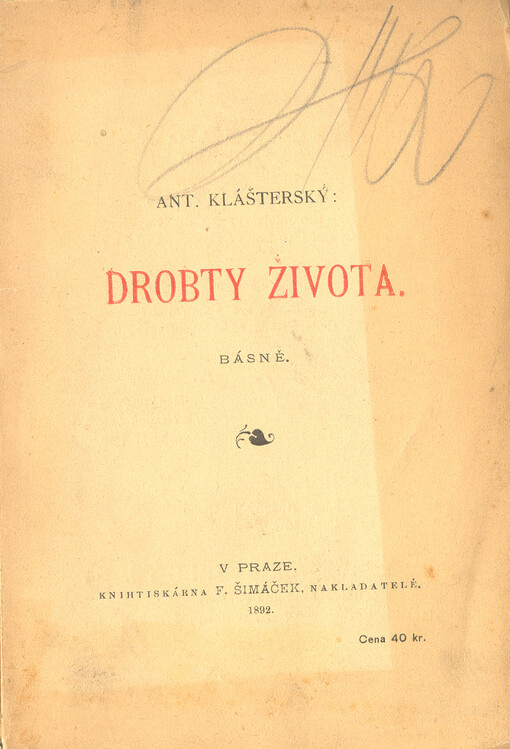 ANT. KLÁŠTERSKÝ:
DROBTY ŽIVOTA.
BÁSNĚ.
V PRAZE.
KNIHTISKÁRNA F. ŠIMÁČEK, NAKLADATELÉ.
1892.
Cena 40 kr.